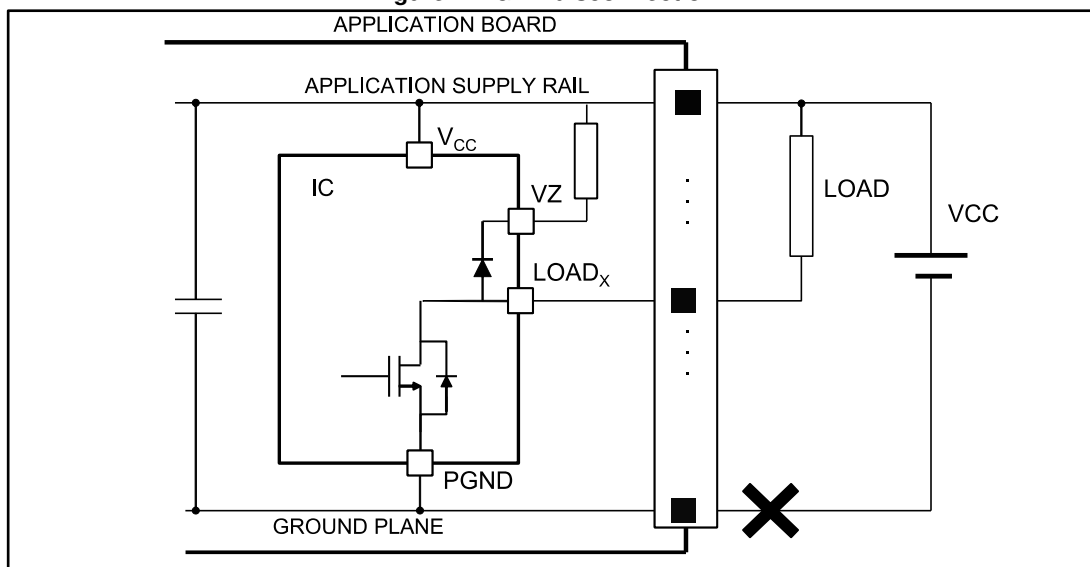 APPLICATION BOARD
APPLICATION SUPPLY RAIL
VCC
IC
VZ
LOAD
VCC
LOADX
PGND
GROUND PLANE